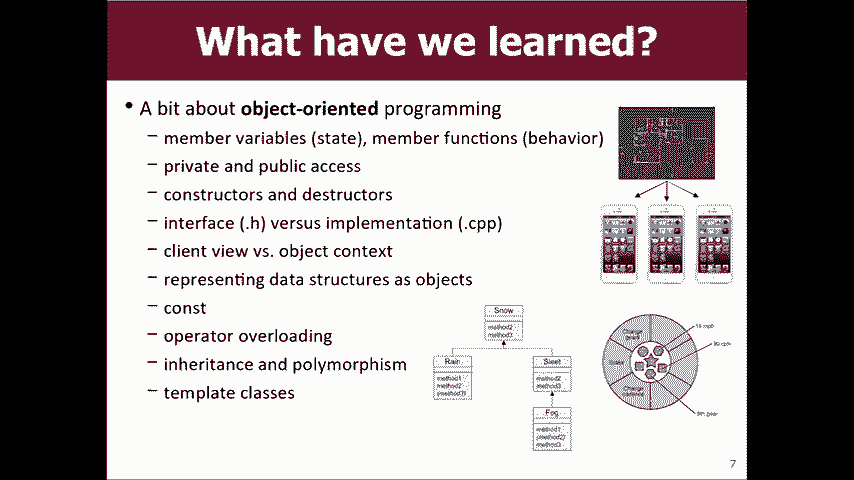 What have we learned?
• A bit about object-oriented programming
– member variables (state), member functions (behavior)
– private and public access
– constructors and destructors
– interface (.h) versus implementation (.cpp)
– client view vs. object context
– representing data structures as objects
– const
– operator overloading
– inheritance and polymorphism
– template classes
Snow
method2
method3
Rain
method1
method2
(method3)
Sleet
method2
method3
Fog
method1
(method2)
method3
Change
7